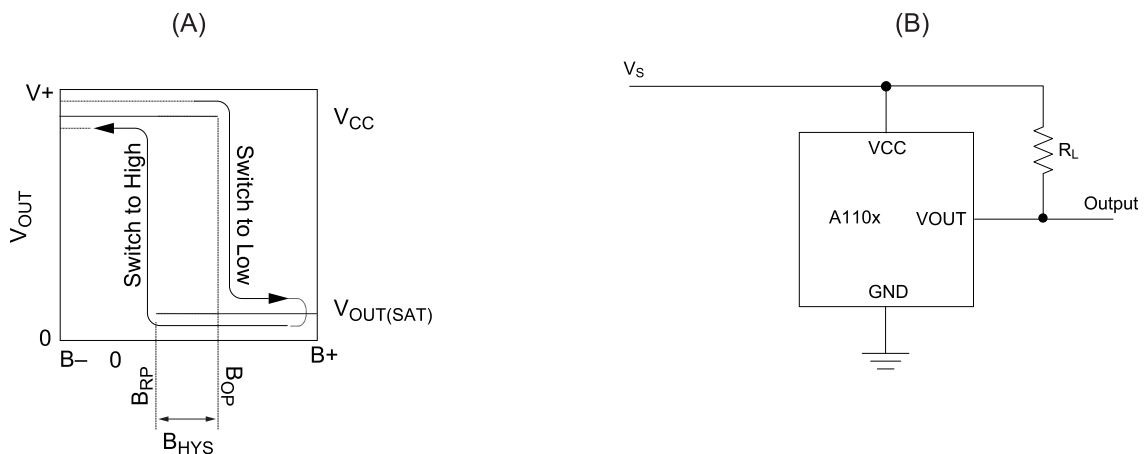 (A)
V+
VCC
Switch to High
Switch to Low
VOUT
VOUT(SAT)
0
B–
0
B+
BRP
BOP
BHYS
(B)
VS
VCC
RL
A110x
VOUT
Output
GND